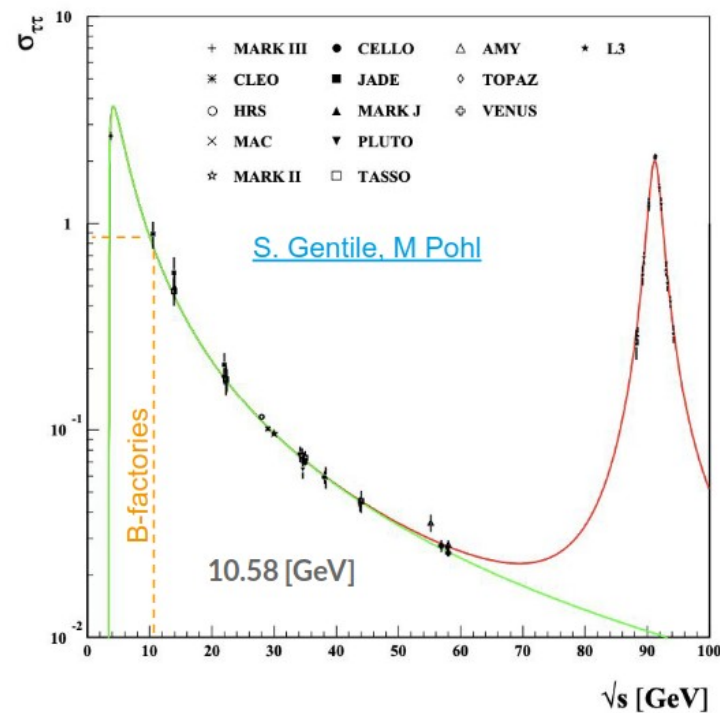 σττ
10
1
10-1
10-2
MARK III CELLO AMY L3
CLEO JADE TOPAZ
HRS MARK J VENUS
MAC PLUTO
MARK II TASSO
S. Gentile, M Pohl
B-factories
10.58 [GeV]
0 10 20 30 40 50 60 70 80 90 100
√s [GeV]